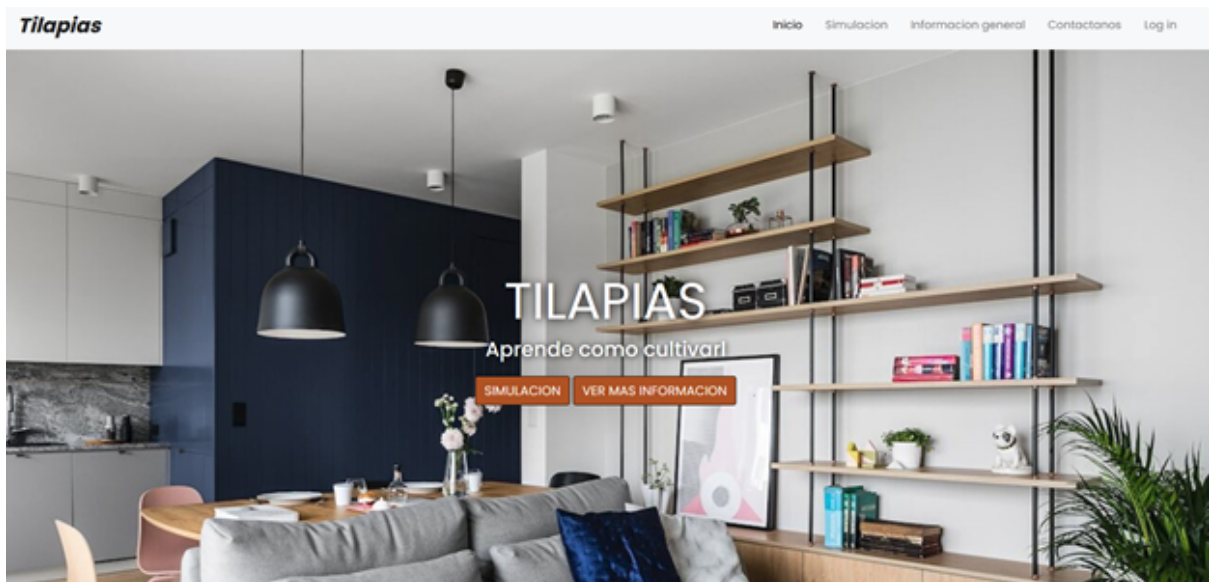 Tilapias
Inicio Simulacion Informacion general Contactanos Log in
TILAPIAS
Aprende como cultivar!
SIMULACION VER MAS INFORMACION